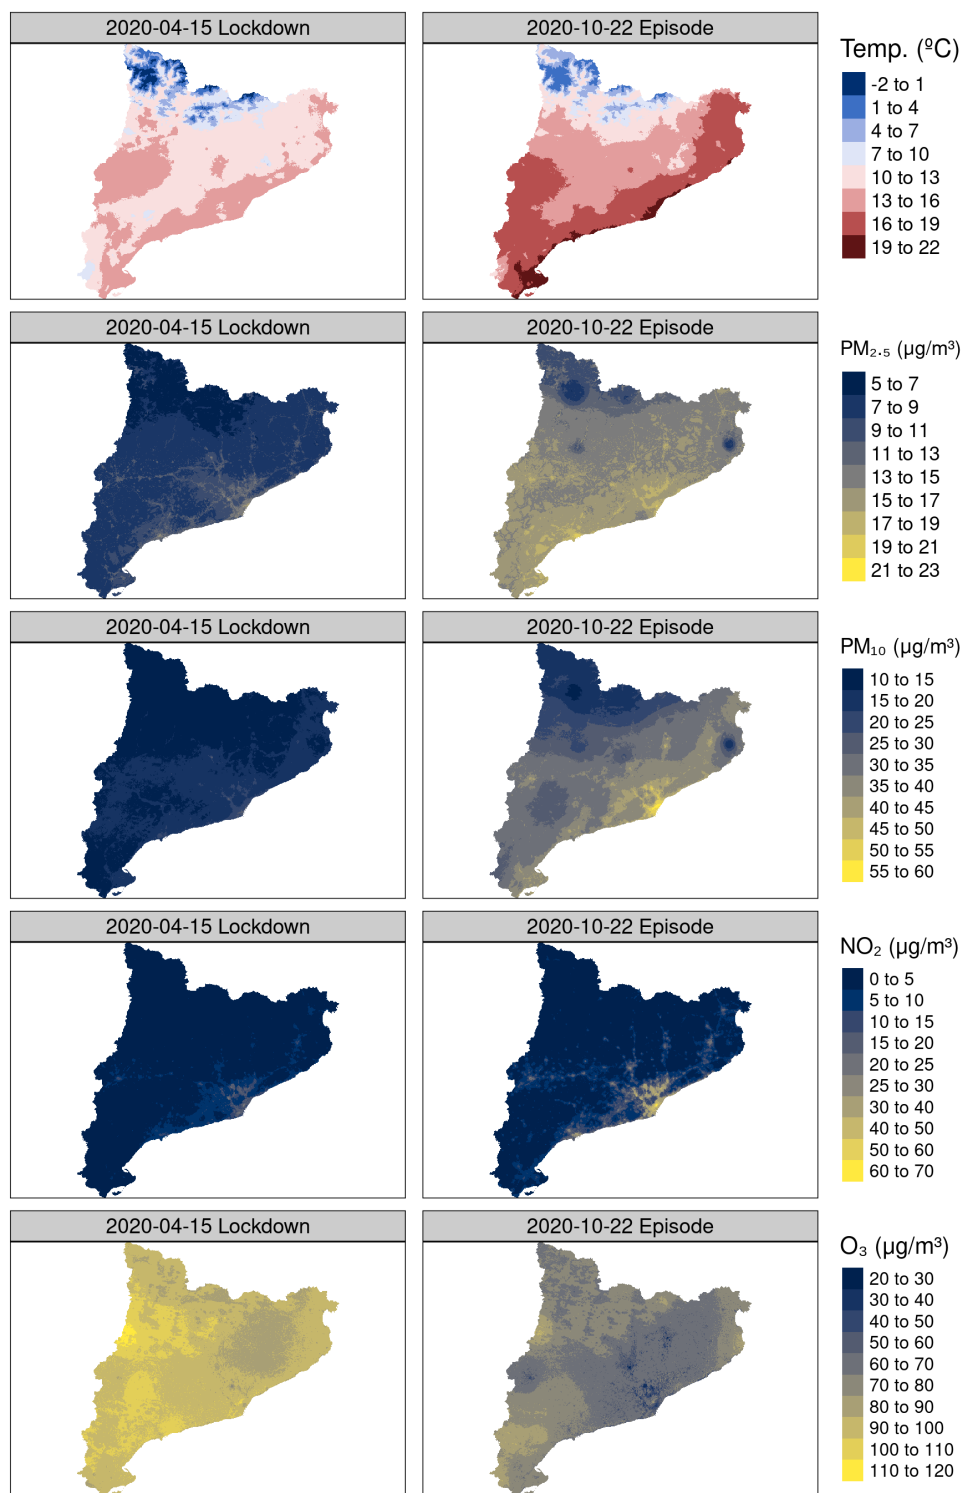 2020-04-15 Lockdown
2020-10-22 Episode
Temp. (ºC)
-2 to 1
1 to 4
4 to 7
7 to 10
10 to 13
13 to 16
16 to 19
19 to 22
2020-04-15 Lockdown
2020-10-22 Episode
PM₂.₅ (µg/m³)
5 to 7
7 to 9
9 to 11
11 to 13
13 to 15
15 to 17
17 to 19
19 to 21
21 to 23
2020-04-15 Lockdown
2020-10-22 Episode
PM₁₀ (µg/m³)
10 to 15
15 to 20
20 to 25
25 to 30
30 to 35
35 to 40
40 to 45
45 to 50
50 to 55
55 to 60
2020-04-15 Lockdown
2020-10-22 Episode
NO₂ (µg/m³)
0 to 5
5 to 10
10 to 15
15 to 20
20 to 25
25 to 30
30 to 40
40 to 50
50 to 60
60 to 70
2020-04-15 Lockdown
2020-10-22 Episode
O₃ (µg/m³)
20 to 30
30 to 40
40 to 50
50 to 60
60 to 70
70 to 80
80 to 90
90 to 100
100 to 110
110 to 120